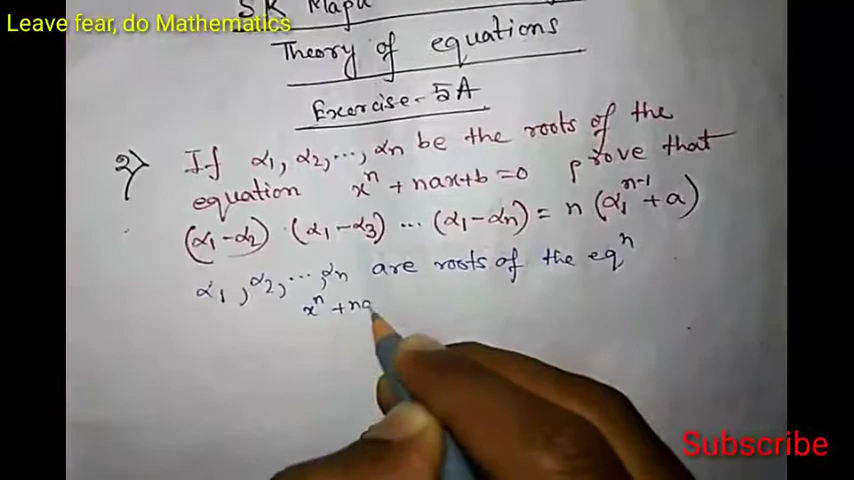 Leave fear, do Mathematics
S K Mapa
Theory of equations
Exercise - 5A
2) If α1, α2, ..., αn be the roots of the
equation x^n + nax + b = 0 prove that
(α1-α2) · (α1-α3) ... (α1-αn) = n (α1^n-1 + a)
α1, α2, ..., αn are roots of the eq^n
x^n + na
Subscribe